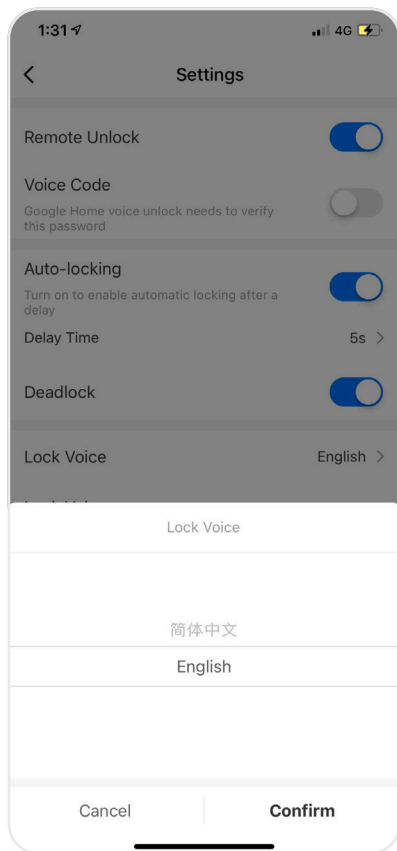 1:31
4G
Settings
Remote Unlock
Voice Code
Google Home voice unlock needs to verify
this password
Auto-locking
Turn on to enable automatic locking after a
delay
Delay Time 5s
Deadlock
Lock Voice English
Lock Voice
简体中文
English
Cancel Confirm